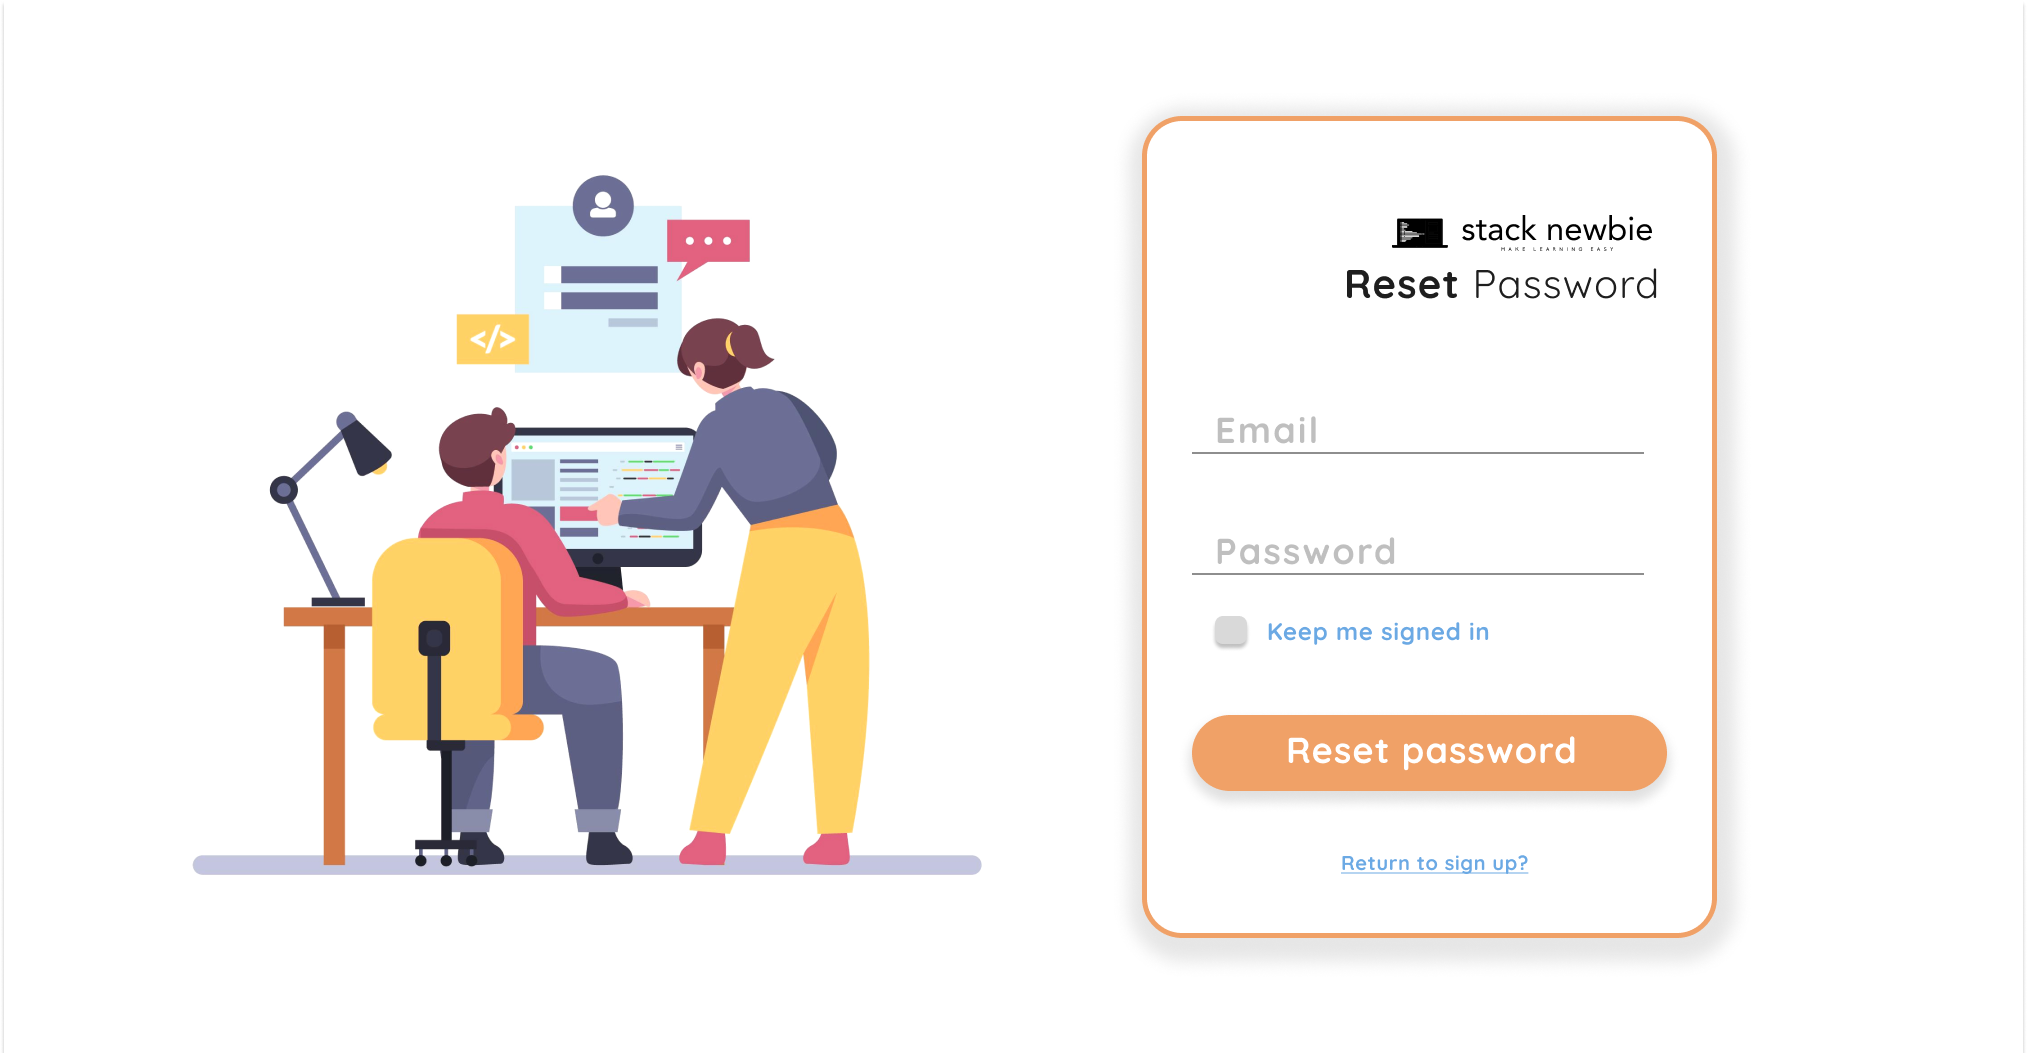 </>
stack newbie
MAKE LEARNING EASY
Reset Password
Email
Password
Keep me signed in
Reset password
Return to sign up?